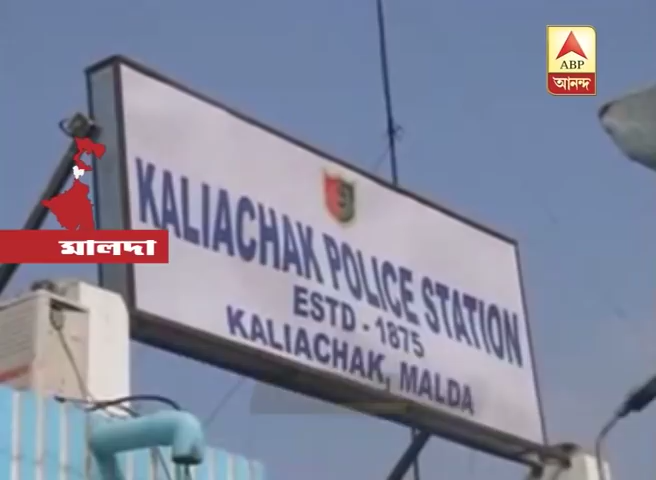 ABP
আনন্দ
KALIACHAK POLICE STATION
ESTD - 1875
KALIACHAK, MALDA
মালদা